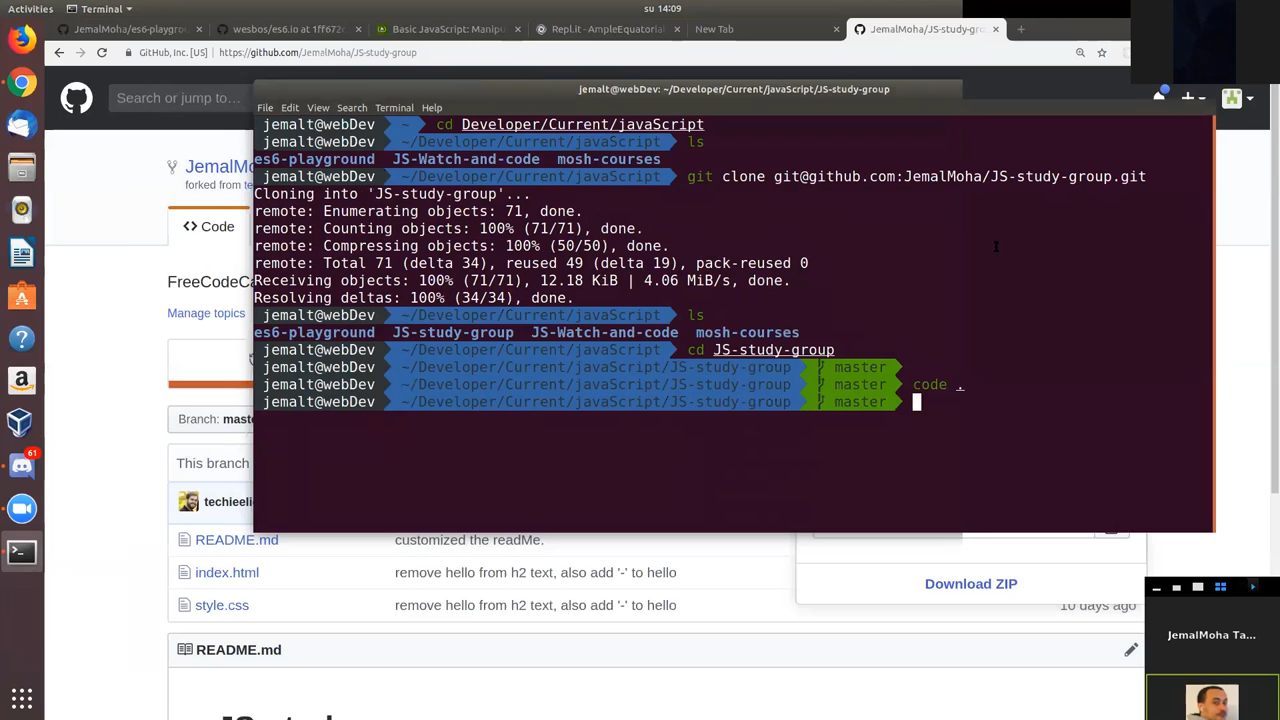 Activities
Terminal
su 14:09
JemalMoha/es6-playgrou
wesbos/es6.io at 1ff672
Basic JavaScript: Manipu
Repl.it - AmpleEquatorial
New Tab
JemalMoha/JS-study-gro
GitHub, Inc. [US]
https://github.com/JemalMoha/JS-study-group
Search or jump to...
jemalt@webDev: ~/Developer/Current/javaScript/JS-study-group
File Edit View Search Terminal Help
jemalt@webDev ~ cd Developer/Current/javaScript
jemalt@webDev ~/Developer/Current/javaScript ls
es6-playground JS-Watch-and-code mosh-courses
jemalt@webDev ~/Developer/Current/javaScript git clone git@github.com:JemalMoha/JS-study-group.git
Cloning into 'JS-study-group'...
remote: Enumerating objects: 71, done.
remote: Counting objects: 100% (71/71), done.
remote: Compressing objects: 100% (50/50), done.
remote: Total 71 (delta 34), reused 49 (delta 19), pack-reused 0
Receiving objects: 100% (71/71), 12.18 KiB | 4.06 MiB/s, done.
Resolving deltas: 100% (34/34), done.
jemalt@webDev ~/Developer/Current/javaScript ls
es6-playground JS-study-group JS-Watch-and-code mosh-courses
jemalt@webDev ~/Developer/Current/javaScript cd JS-study-group
jemalt@webDev ~/Developer/Current/javaScript/JS-study-group master
jemalt@webDev ~/Developer/Current/javaScript/JS-study-group master code .
jemalt@webDev ~/Developer/Current/javaScript/JS-study-group master
JemalMo
forked from te
Code
FreeCodeCa
Manage topics
Branch: mast
This branch
techieeli
README.md customized the readMe.
index.html remove hello from h2 text, also add '-' to hello
style.css remove hello from h2 text, also add '-' to hello
10 days ago
Download ZIP
README.md
61
JemalMoha Ta...